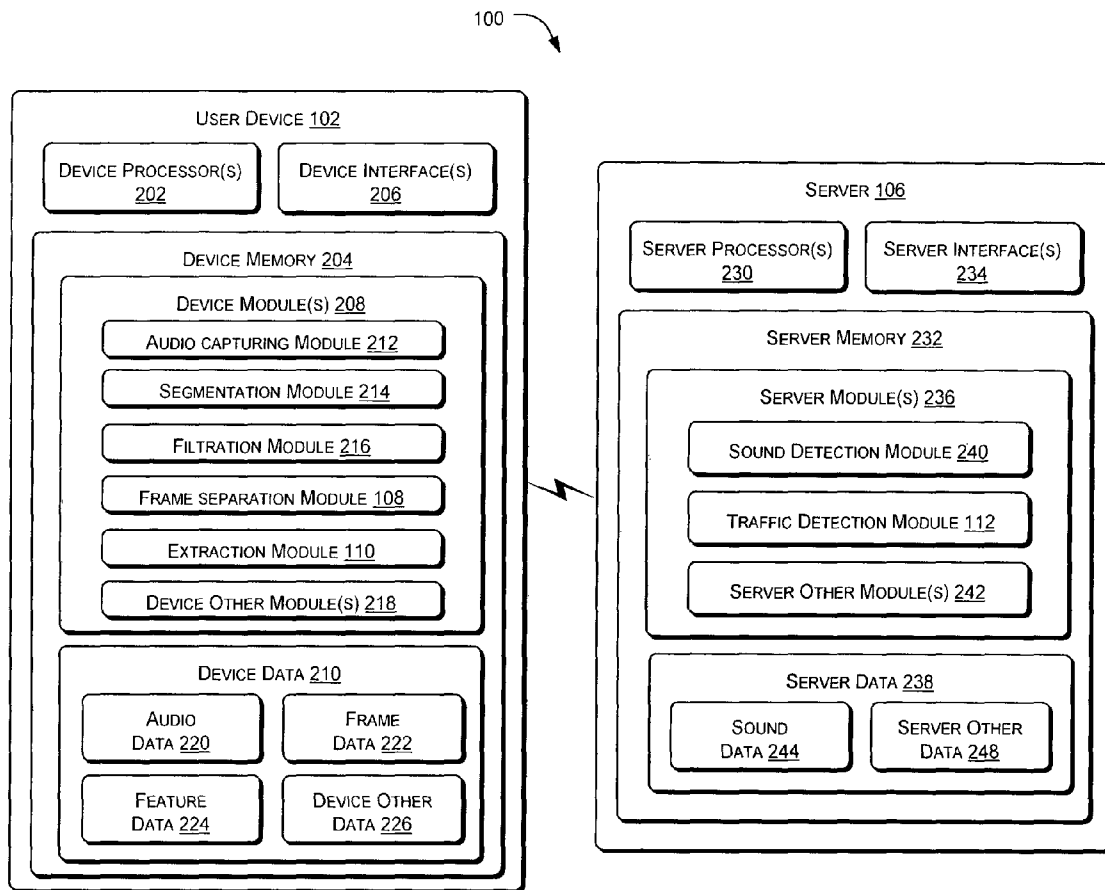 100
USER DEVICE 102
DEVICE PROCESSOR(S)
202
DEVICE INTERFACE(S)
206
DEVICE MEMORY 204
DEVICE MODULE(S) 208
AUDIO CAPTURING MODULE 212
SEGMENTATION MODULE 214
FILTRATION MODULE 216
FRAME SEPARATION MODULE 108
EXTRACTION MODULE 110
DEVICE OTHER MODULE(S) 218
DEVICE DATA 210
AUDIO
DATA 220
FRAME
DATA 222
FEATURE
DATA 224
DEVICE OTHER
DATA 226
SERVER 106
SERVER PROCESSOR(S)
230
SERVER INTERFACE(S)
234
SERVER MEMORY 232
SERVER MODULE(S) 236
SOUND DETECTION MODULE 240
TRAFFIC DETECTION MODULE 112
SERVER OTHER MODULE(S) 242
SERVER DATA 238
SOUND
DATA 244
SERVER OTHER
DATA 248